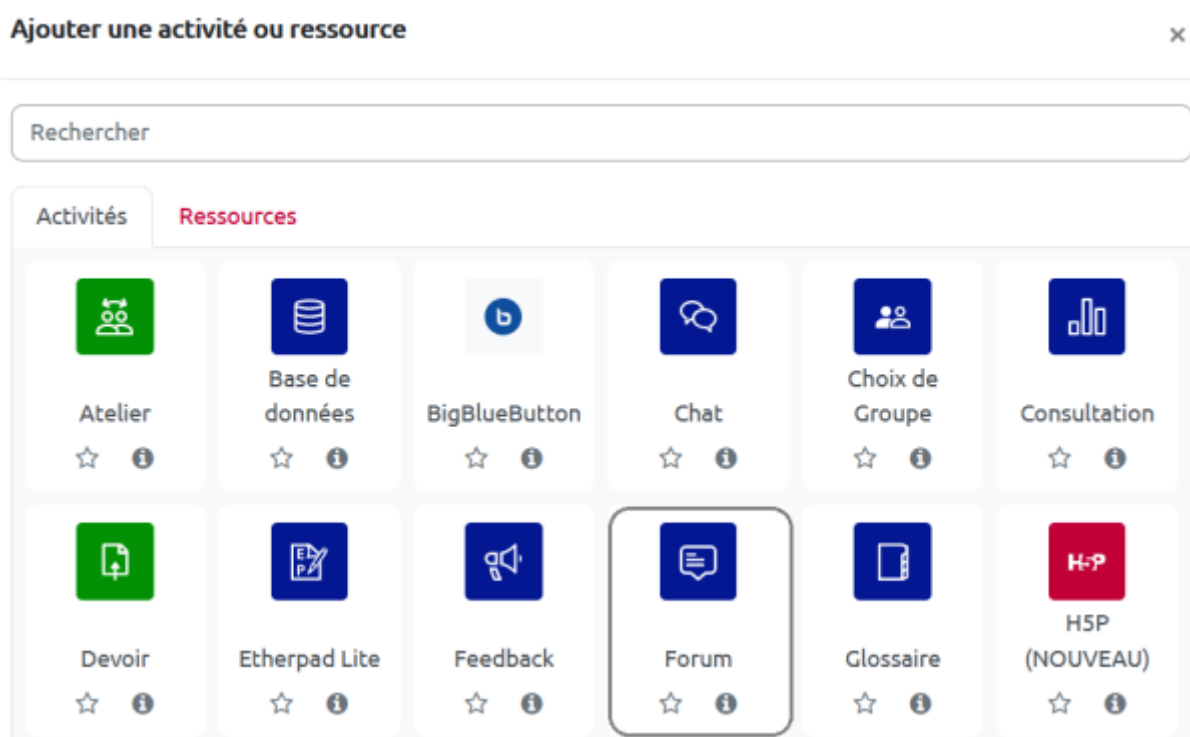 Ajouter une activité ou ressource
×
Rechercher
Activités
Ressources
Atelier
Base de
données
BigBlueButton
Chat
Choix de
Groupe
Consultation
Devoir
Etherpad Lite
Feedback
Forum
Glossaire
H5P
H5P
(NOUVEAU)